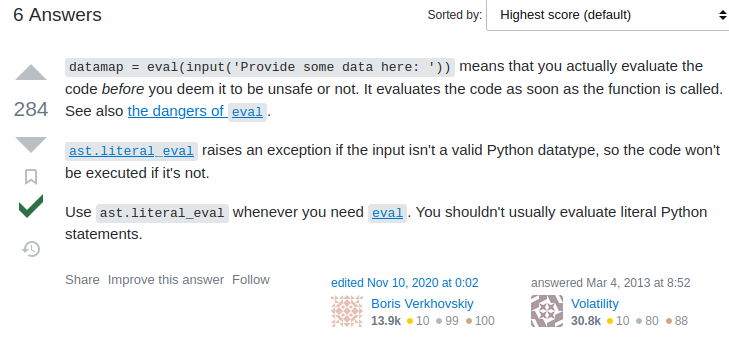 6 Answers
Sorted by: Highest score (default)
datamap = eval(input('Provide some data here: ')) means that you actually evaluate the
code before you deem it to be unsafe or not. It evaluates the code as soon as the function is called.
284
See also the dangers of eval.
ast.literal_eval raises an exception if the input isn't a valid Python datatype, so the code won't
be executed if it's not.
Use ast.literal_eval whenever you need eval. You shouldn't usually evaluate literal Python
statements.
Share Improve this answer Follow
edited Nov 10, 2020 at 0:02
Boris Verkhovskiy
13.9k 10 99 100
answered Mar 4, 2013 at 8:52
Volatility
30.8k 10 80 88